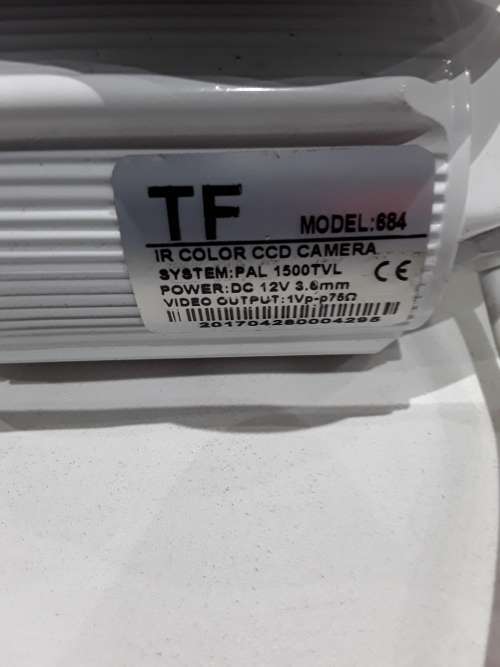 TF
MODEL:684
IR COLOR CCD CAMERA
SYSTEM:PAL 1500TVL
CE
POWER:DC 12V 3.6mm
VIDEO OUTPUT:1Vp-p75Ω
201704280004295